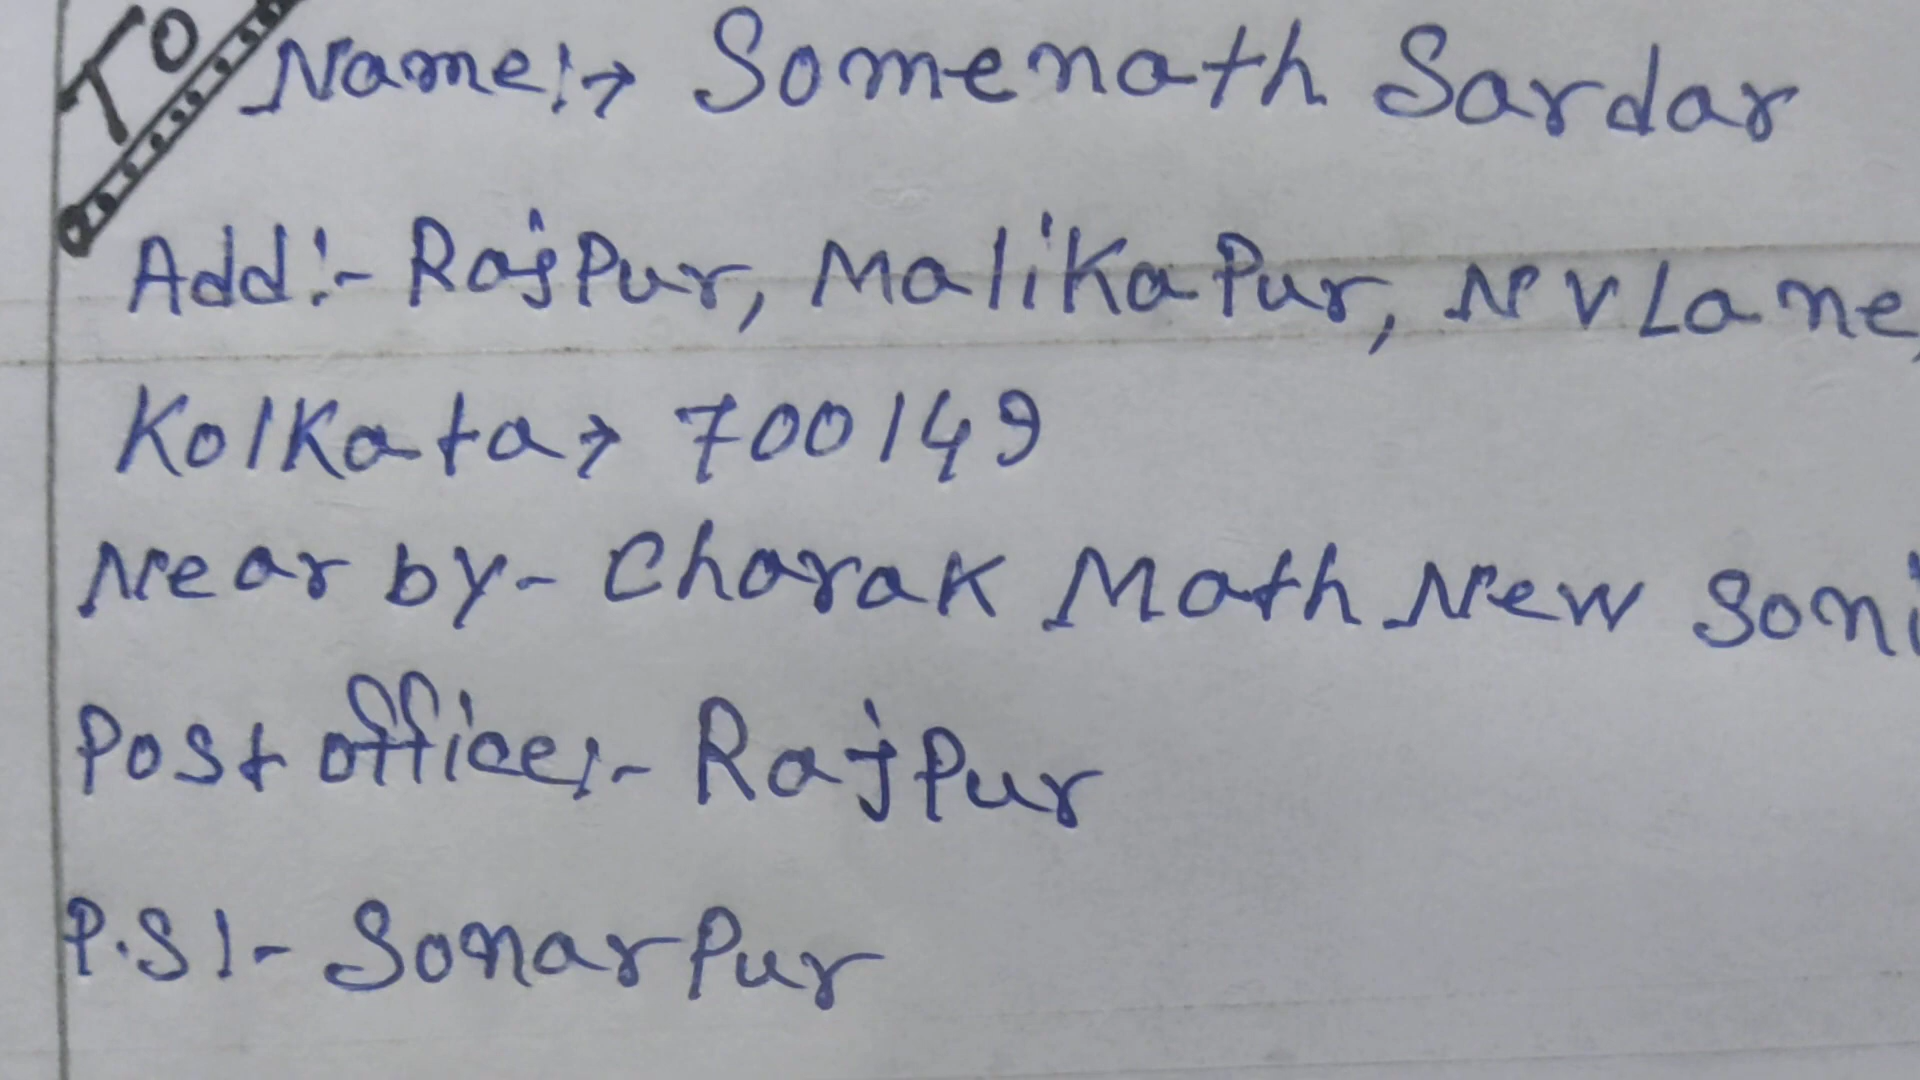 To
Name:→ Somenath Sardar
Add:- Rajpur, Malikapur, N V Lane,
Kolkata → 700149
Near by- Charak Math New Soni
Post office:- Rajpur
P.S:- Sonarpur